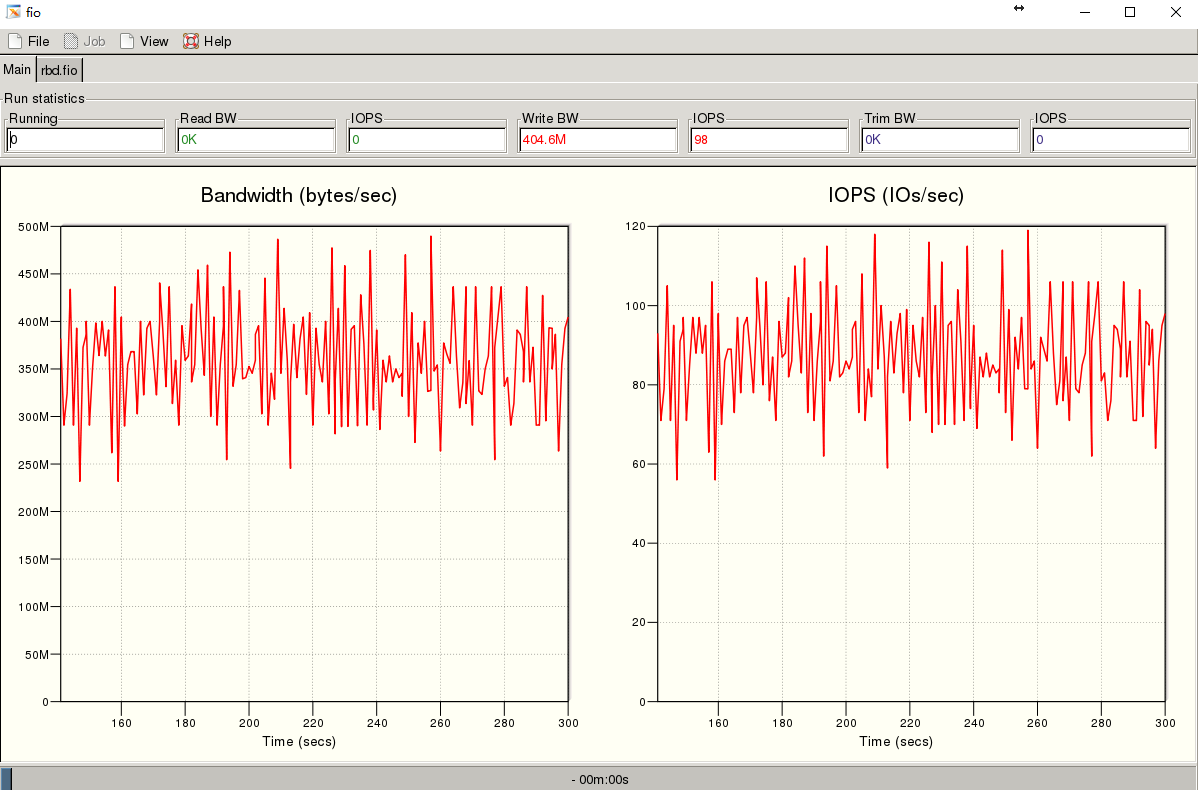 fio
File Job View Help
Main rbd.fio
Run statistics
Running Read BW IOPS Write BW IOPS Trim BW IOPS
0 0K 0 404.6M 98 0K 0
Bandwidth (bytes/sec)
500M
450M
400M
350M
300M
250M
200M
150M
100M
50M
0
160 180 200 220 240 260 280 300
Time (secs)
IOPS (IOs/sec)
120
100
80
60
40
20
0
160 180 200 220 240 260 280 300
Time (secs)
- 00m:00s